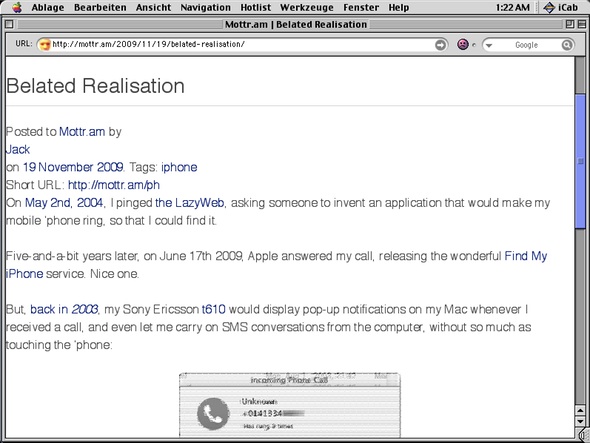 Ablage Bearbeiten Ansicht Navigation Hotlist Werkzeuge Fenster Help 1:22 AM iCab
Mottr.am | Belated Realisation
URL: http://mottr.am/2009/11/19/belated-realisation/ Google
Belated Realisation
Posted to Mottr.am by
Jack
on 19 November 2009. Tags: iphone
Short URL: http://mottr.am/ph
On May 2nd, 2004, I pinged the LazyWeb, asking someone to invent an application that would make my
mobile 'phone ring, so that I could find it.
Five-and-a-bit years later, on June 17th 2009, Apple answered my call, releasing the wonderful Find My
iPhone service. Nice one.
But, back in 2003, my Sony Ericsson t610 would display pop-up notifications on my Mac whenever I
received a call, and even let me carry on SMS conversations from the computer, without so much as
touching the 'phone:
Incoming Phone Call
Unknown
+0141334
Has rung 3 times